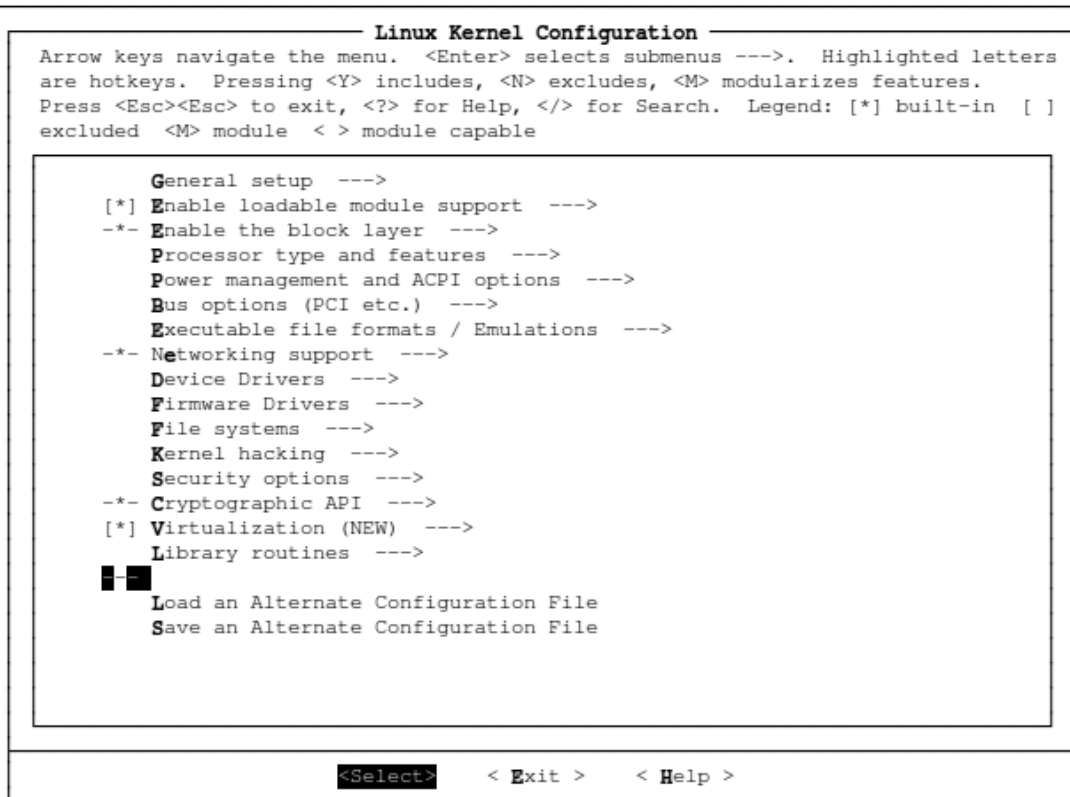 Linux Kernel Configuration
Arrow keys navigate the menu.  <Enter> selects submenus --->.  Highlighted letters
are hotkeys.  Pressing <Y> includes, <N> excludes, <M> modularizes features.
Press <Esc><Esc> to exit, <?> for Help, </> for Search.  Legend: [*] built-in  [ ]
excluded  <M> module  < > module capable
General setup  --->
[*] Enable loadable module support  --->
-*- Enable the block layer  --->
Processor type and features  --->
Power management and ACPI options  --->
Bus options (PCI etc.)  --->
Executable file formats / Emulations  --->
-*- Networking support  --->
Device Drivers  --->
Firmware Drivers  --->
File systems  --->
Kernel hacking  --->
Security options  --->
-*- Cryptographic API  --->
[*] Virtualization (NEW)  --->
Library routines  --->
---
Load an Alternate Configuration File
Save an Alternate Configuration File
<Select>    < Exit >    < Help >